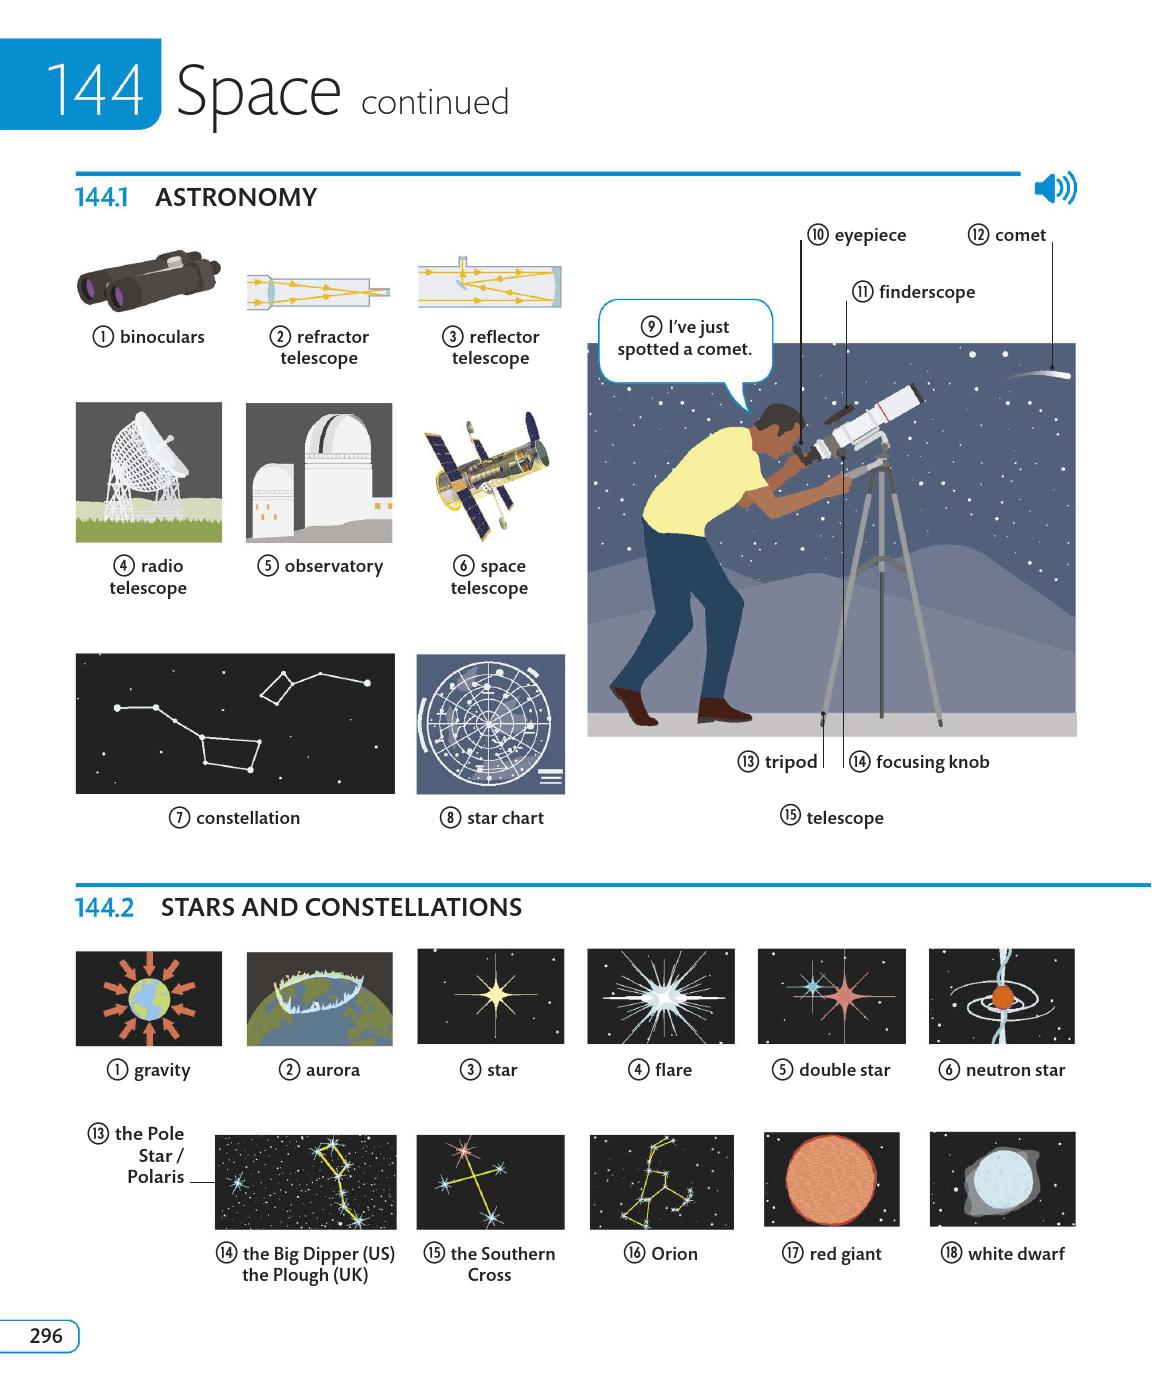 144 Space continued
144.1 ASTRONOMY
1 binoculars
2 refractor
telescope
3 reflector
telescope
4 radio
telescope
5 observatory
6 space
telescope
7 constellation
8 star chart
9 I've just
spotted a comet.
10 eyepiece
11 finderscope
12 comet
13 tripod
14 focusing knob
15 telescope
144.2 STARS AND CONSTELLATIONS
1 gravity
2 aurora
3 star
4 flare
5 double star
6 neutron star
13 the Pole
Star /
Polaris
14 the Big Dipper (US)
the Plough (UK)
15 the Southern
Cross
16 Orion
17 red giant
18 white dwarf
296